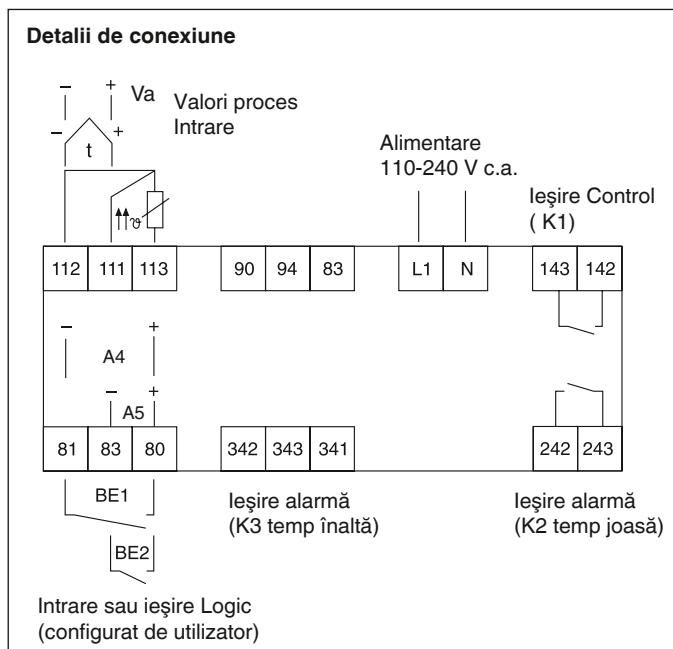 Detalii de conexiune
– + Va
Valori proces
Intrare
– +
t
Alimentare
110-240 V c.a.
Ieşire Control
( K1)
ϑ
112 111 113 90 94 83 L1 N 143 142
– +
A4
– +
A5
81 83 80 342 343 341 242 243
BE1
Ieşire alarmă
(K3 temp înaltă)
Ieşire alarmă
(K2 temp joasă)
BE2
Intrare sau ieşire Logic
(configurat de utilizator)